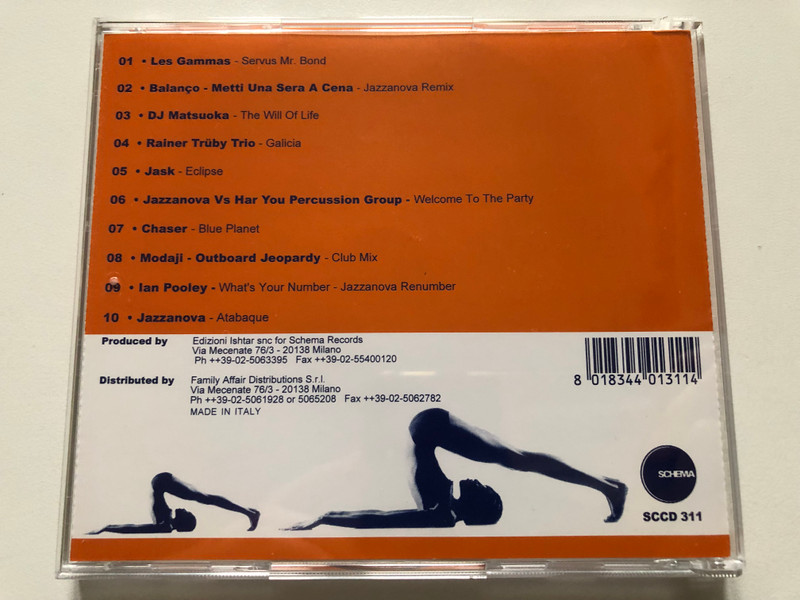 01 • Les Gammas - Servus Mr. Bond
02 • Balanço - Metti Una Sera A Cena - Jazzanova Remix
03 • DJ Matsuoka - The Will Of Life
04 • Rainer Trüby Trio - Galicia
05 • Jask - Eclipse
06 • Jazzanova Vs Har You Percussion Group - Welcome To The Party
07 • Chaser - Blue Planet
08 • Modaji - Outboard Jeopardy - Club Mix
09 • Ian Pooley - What's Your Number - Jazzanova Renumber
10 • Jazzanova - Atabaque
Produced by Edizioni Ishtar snc for Schema Records
Via Mecenate 76/3 - 20138 Milano
Ph ++39-02-5063395 Fax ++39-02-55400120
Distributed by Family Affair Distributions S.r.l.
Via Mecenate 76/3 - 20138 Milano
Ph ++39-02-5061928 or 5065208 Fax ++39-02-5062782
MADE IN ITALY
8 018344 013114
SCHEMA
SCCD 311